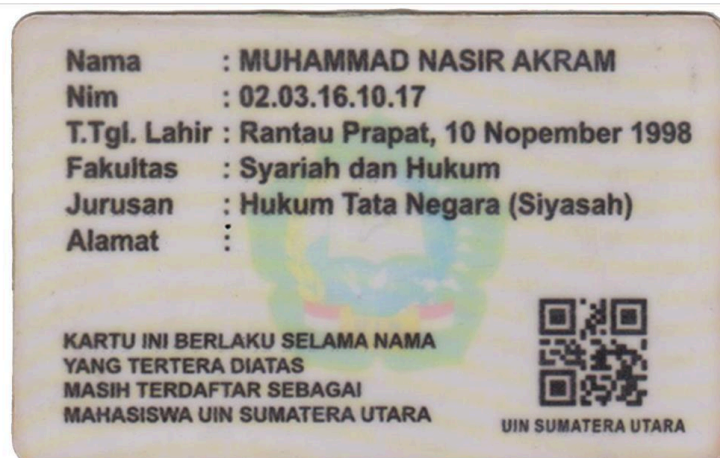 Nama : MUHAMMAD NASIR AKRAM
Nim : 02.03.16.10.17
T.Tgl. Lahir : Rantau Prapat, 10 Nopember 1998
Fakultas : Syariah dan Hukum
Jurusan : Hukum Tata Negara (Siyasah)
Alamat :
KARTU INI BERLAKU SELAMA NAMA
YANG TERTERA DIATAS
MASIH TERDAFTAR SEBAGAI
MAHASISWA UIN SUMATERA UTARA
UIN SUMATERA UTARA